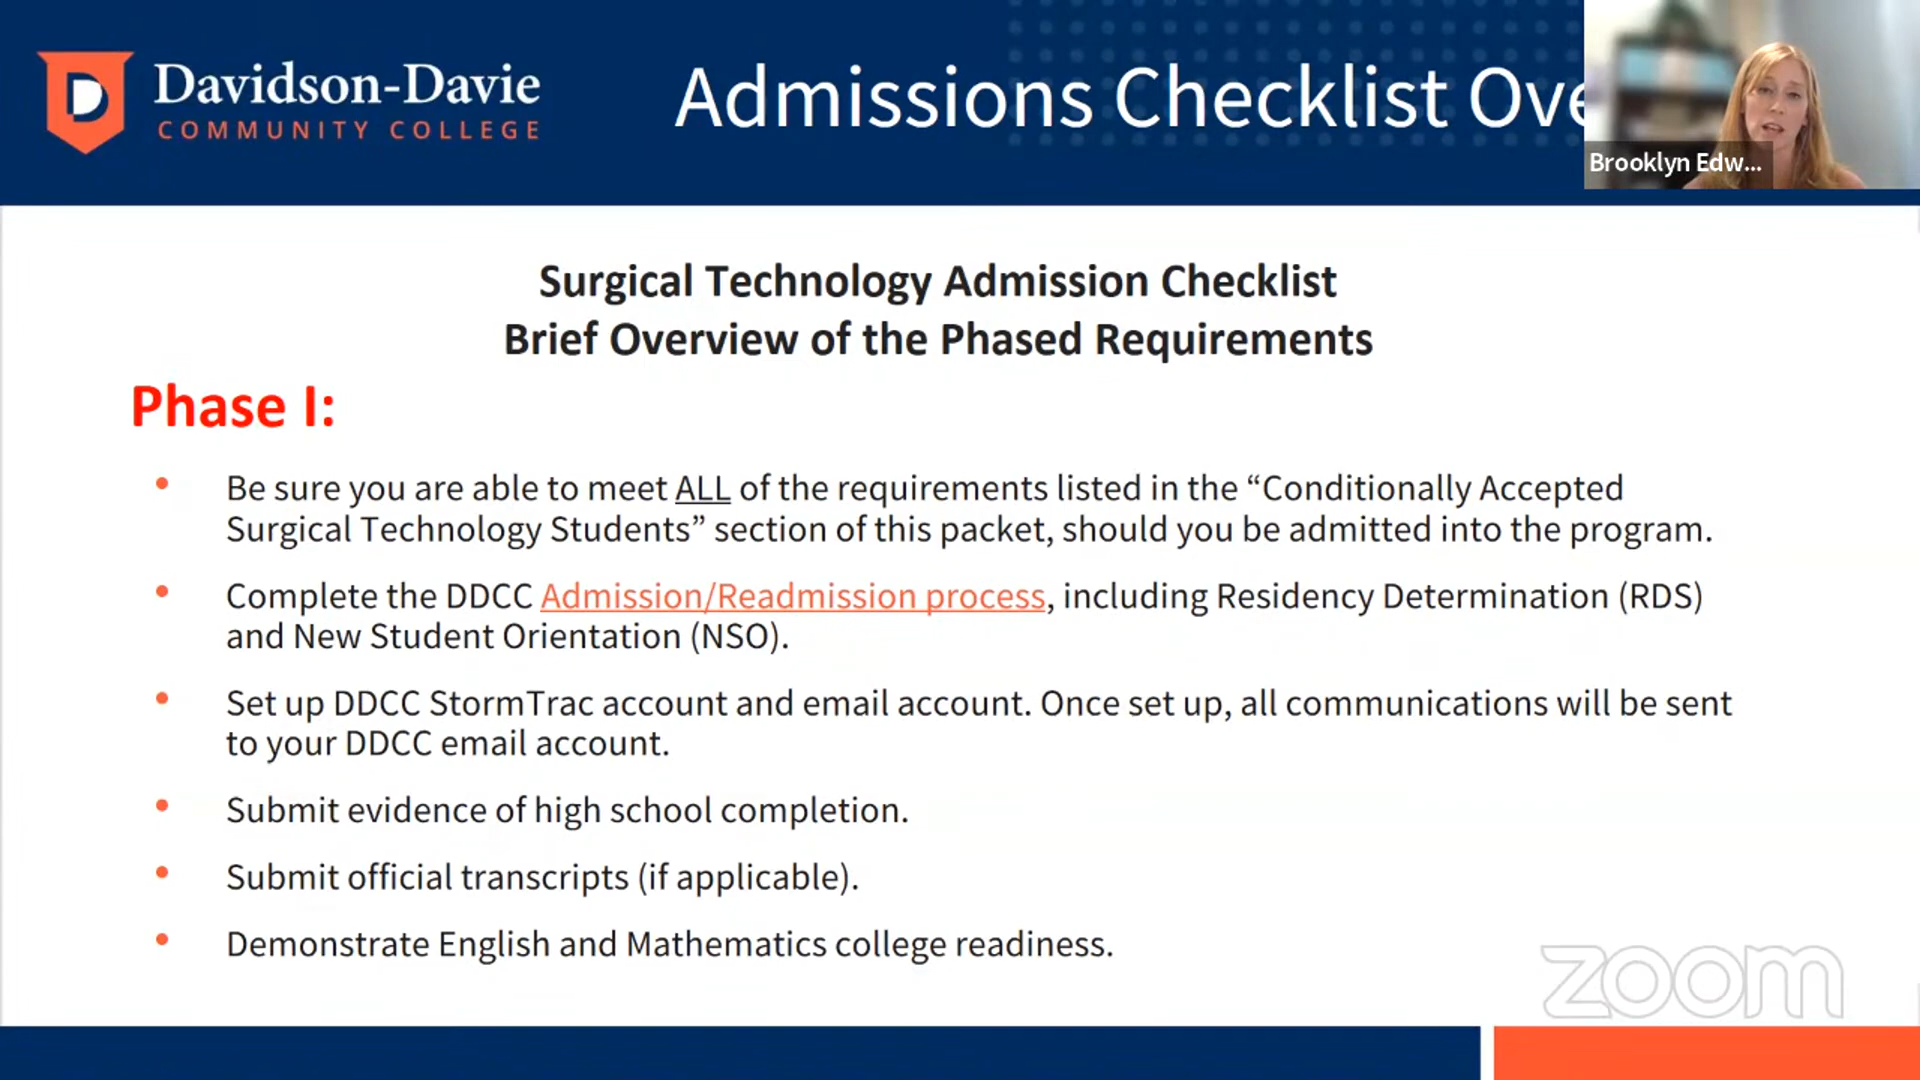 Davidson-Davie
COMMUNITY COLLEGE
Admissions Checklist Ove
Brooklyn Edw...
Surgical Technology Admission Checklist
Brief Overview of the Phased Requirements
Phase I:
• Be sure you are able to meet ALL of the requirements listed in the “Conditionally Accepted
Surgical Technology Students” section of this packet, should you be admitted into the program.
• Complete the DDCC Admission/Readmission process, including Residency Determination (RDS)
and New Student Orientation (NSO).
• Set up DDCC StormTrac account and email account. Once set up, all communications will be sent
to your DDCC email account.
• Submit evidence of high school completion.
• Submit official transcripts (if applicable).
• Demonstrate English and Mathematics college readiness.
zoom